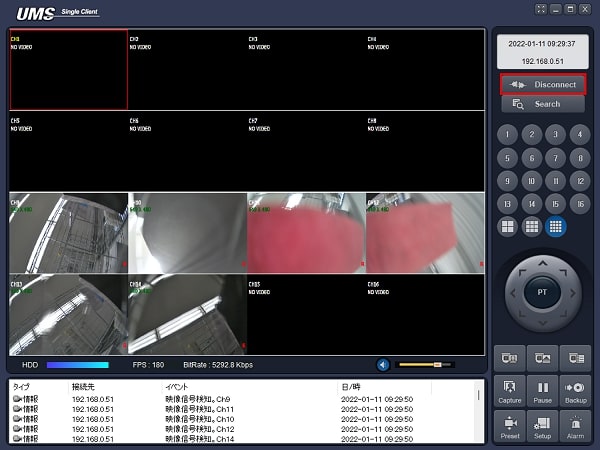 UMS Single Client
2022-01-11 09:29:37
192.168.0.51
Disconnect
Search
1 2 3 4
5 6 7 8
9 10 11 12
13 14 15 16
PT
Capture Pause Backup
Preset Setup Alarm
CH1 CH2 CH3 CH4
NO VIDEO NO VIDEO NO VIDEO NO VIDEO
CH5 CH6 CH7 CH8
NO VIDEO NO VIDEO NO VIDEO NO VIDEO
CH9 CH10
CH13 CH14 CH15 CH16
NO VIDEO NO VIDEO
HDD FPS : 180 BitRate : 5292.8 Kbps
タイプ 接続先 イベント 日/時
情報 192.168.0.51 映像信号検知。Ch9 2022-01-11 09:29:50
情報 192.168.0.51 映像信号検知。Ch11 2022-01-11 09:29:50
情報 192.168.0.51 映像信号検知。Ch10 2022-01-11 09:29:50
情報 192.168.0.51 映像信号検知。Ch12 2022-01-11 09:29:50
情報 192.168.0.51 映像信号検知。Ch14 2022-01-11 09:29:50